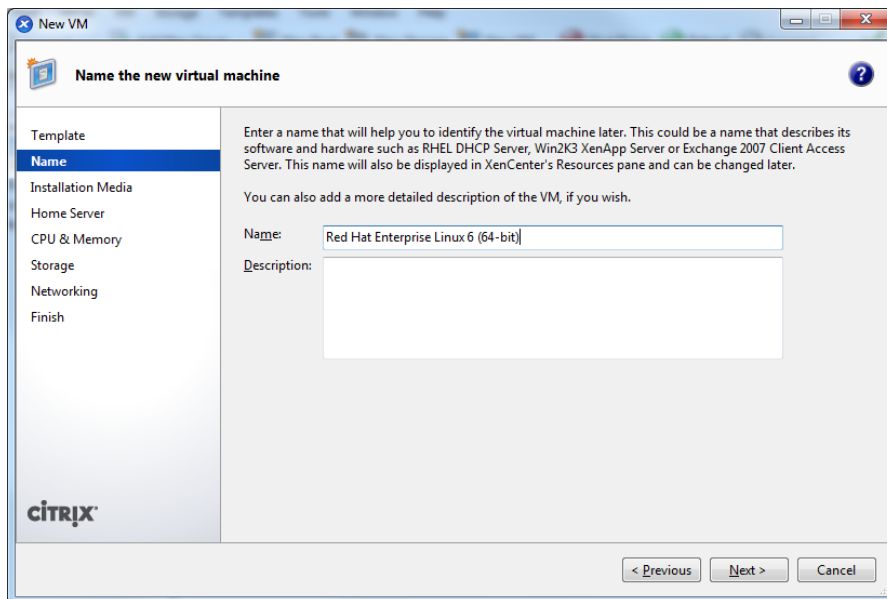 New VM
Name the new virtual machine
Template
Name
Installation Media
Home Server
CPU & Memory
Storage
Networking
Finish
Enter a name that will help you to identify the virtual machine later. This could be a name that describes its
software and hardware such as RHEL DHCP Server, Win2K3 XenApp Server or Exchange 2007 Client Access
Server. This name will also be displayed in XenCenter's Resources pane and can be changed later.
You can also add a more detailed description of the VM, if you wish.
Name:
Red Hat Enterprise Linux 6 (64-bit)
Description:
CITRIX
< Previous
Next >
Cancel